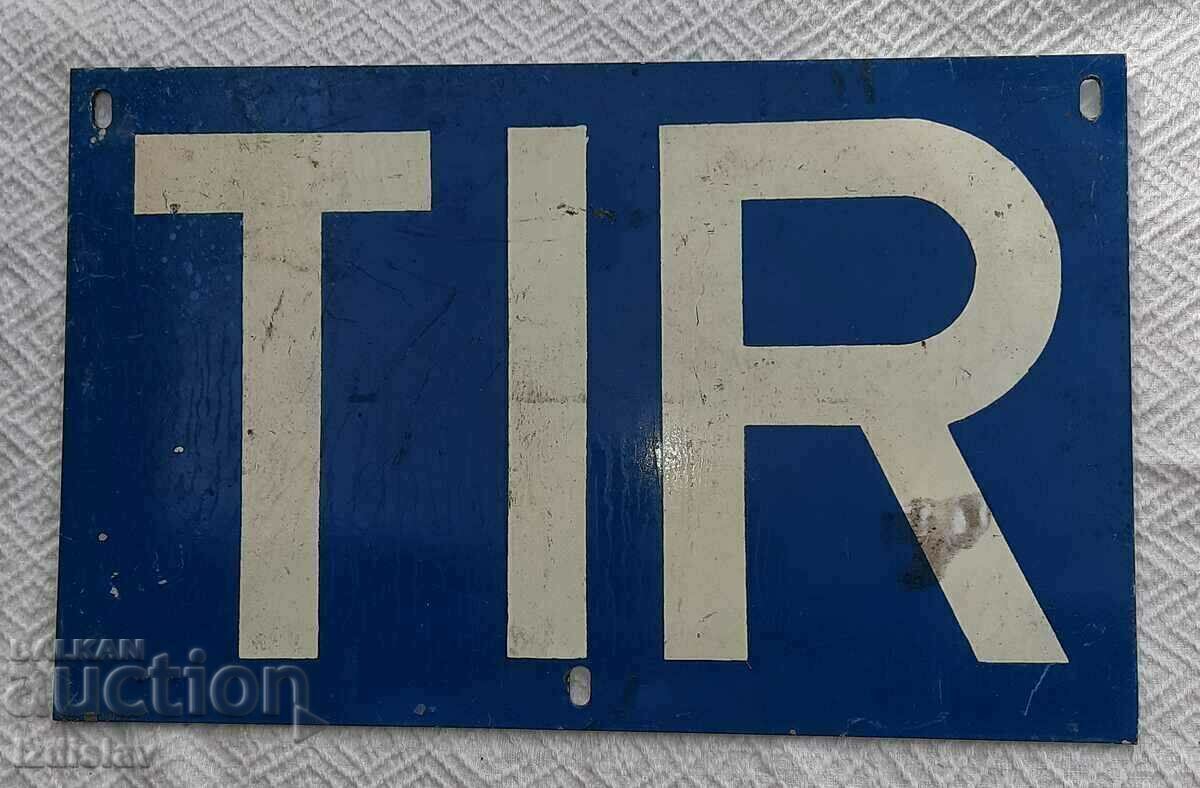 TIR
BALKAN
auction
izdislav